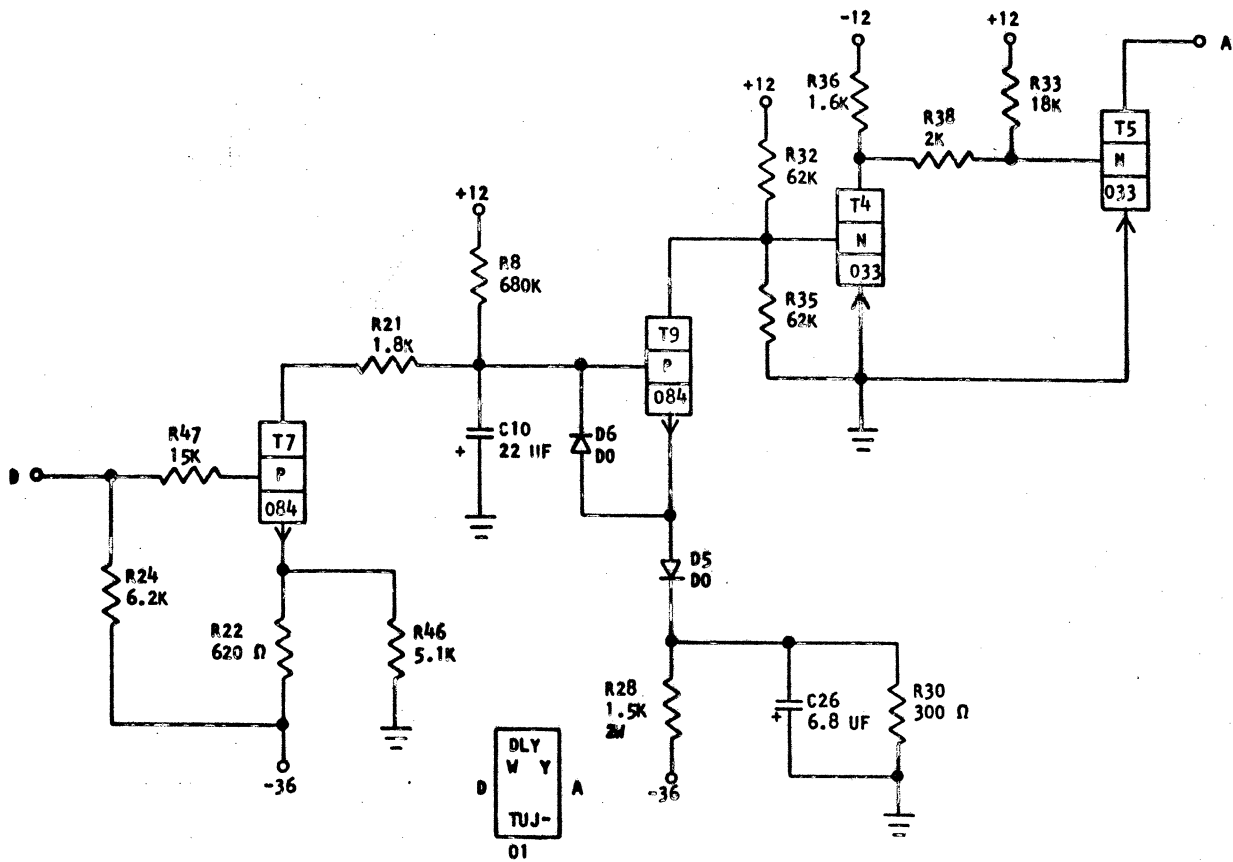 -12
+12
A
R36
1.6K
R33
18K
+12
R38
2K
T5
N
033
R32
62K
T4
N
033
+12
R8
680K
R35
62K
R21
1.8K
T9
P
084
R47
15K
T7
P
084
C10
22 UF
+
D6
DO
D
R24
6.2K
D5
DO
R22
620 Ω
R46
5.1K
R28
1.5K
2W
C26
6.8 UF
+
R30
300 Ω
-36
-36
DLY
W Y
D
A
TUJ-
01